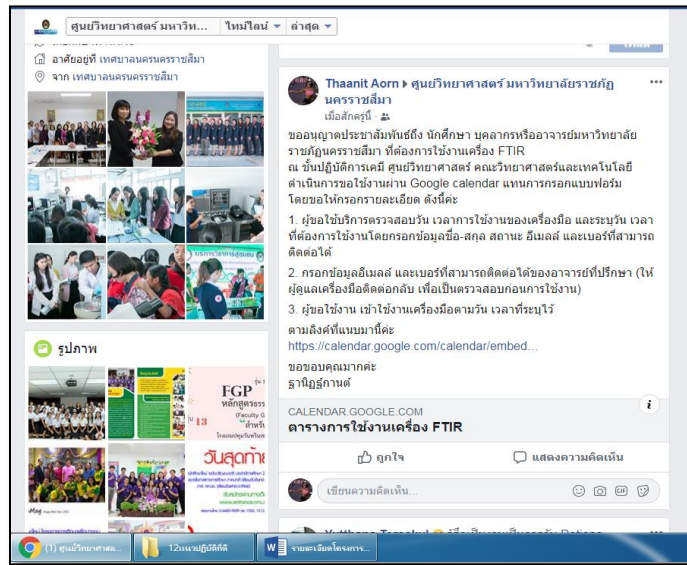 ศูนย์วิทยาศาสตร์ มหาวิท... ไทม์ไลน์ ล่าสุด
อาศัยอยู่ที่ เทศบาลนครนครราชสีมา
จาก เทศบาลนครนครราชสีมา
รูปภาพ
FGP
13
วันสุดท้าย
Thaanit Aorn ▸ ศูนย์วิทยาศาสตร์ มหาวิทยาลัยราชภัฏ
นครราชสีมา
เมื่อสักครู่นี้
ขออนุญาตประชาสัมพันธ์ถึง นักศึกษา บุคลากรหรืออาจารย์มหาวิทยาลัย
ราชภัฏนครราชสีมา ที่ต้องการใช้งานเครื่อง FTIR
ณ ชั้นปฏิบัติการเคมี ศูนย์วิทยาศาสตร์ คณะวิทยาศาสตร์และเทคโนโลยี
ดำเนินการขอใช้งานผ่าน Google calendar แทนการกรอกแบบฟอร์ม
โดยขอให้กรอกรายละเอียด ดังนี้ค่ะ
1. ผู้ขอใช้บริการตรวจสอบวัน เวลาการใช้งานของเครื่องมือ และระบุวัน เวลา
ที่ต้องการใช้งานโดยกรอกข้อมูลชื่อ-สกุล สถานะ อีเมลล์ และเบอร์ที่สามารถ
ติดต่อได้
2. กรอกข้อมูลอีเมลล์ และเบอร์ที่สามารถติดต่อได้ของอาจารย์ที่ปรึกษา (ให้
ผู้ดูแลเครื่องมือติดต่อกลับ เพื่อเป็นตรวจสอบก่อนการใช้งาน)
3. ผู้ขอใช้งาน เข้าใช้งานเครื่องมือตามวัน เวลาที่ระบุไว้
ตามลิงค์ที่แนบมานี้ค่ะ
https://calendar.google.com/calendar/embed...
ขอขอบคุณมากค่ะ
ฐานิฏฐ์กานต์
CALENDAR.GOOGLE.COM
ตารางการใช้งานเครื่อง FTIR
ถูกใจ แสดงความคิดเห็น
เขียนความคิดเห็น...
(1) ศูนย์วิทยาศาส... 12แนวปฏิบัติที่ดี รายละเอียดโครงการ...